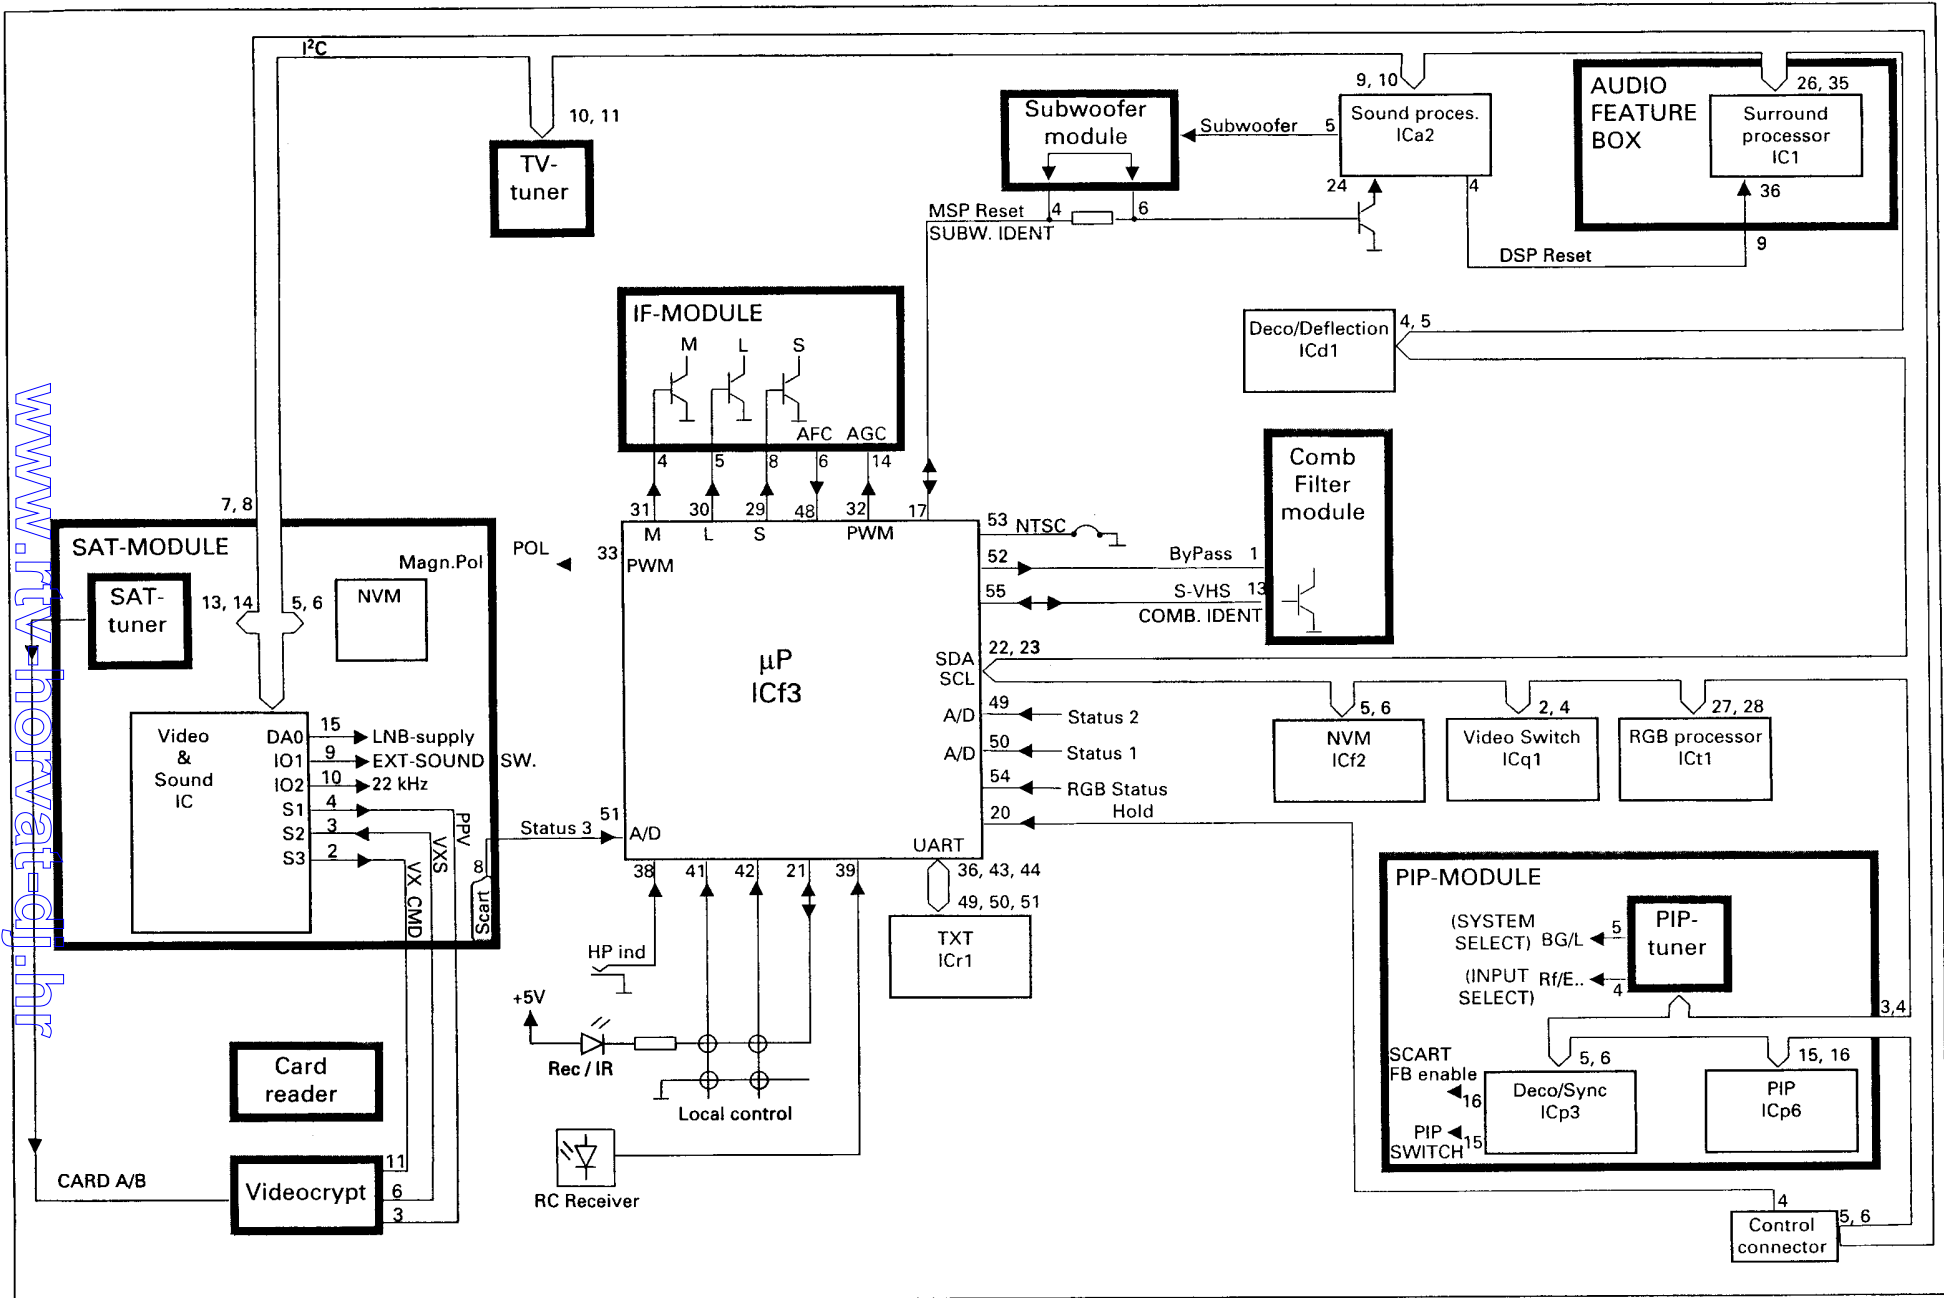 I²C
10, 11
TV-
tuner
Subwoofer
module
Subwoofer
5
9, 10
Sound proces.
ICa2
24
4
AUDIO
FEATURE
BOX
26, 35
Surround
processor
IC1
36
9
MSP Reset
SUBW. IDENT
4
6
DSP Reset
IF-MODULE
M
L
S
AFC
AGC
4
5
8
6
14
31
30
29
48
32
17
Deco/Deflection
ICd1
4, 5
Comb
Filter
module
7, 8
SAT-MODULE
Magn.Pol
SAT-
tuner
13, 14
5, 6
NVM
Video
&
Sound
IC
DA0
15
LNB-supply
IO1
9
EXT-SOUND SW.
IO2
10
22 kHz
S1
4
S2
3
S3
2
PPV
VXS
VX_CMD
8
Scart
POL
33
M
L
S
PWM
PWM
µP
ICf3
53
NTSC
52
ByPass
1
55
S-VHS
13
COMB. IDENT
SDA
SCL
22, 23
A/D
49
Status 2
A/D
50
Status 1
54
RGB Status
20
Hold
5, 6
NVM
ICf2
2, 4
Video Switch
ICq1
27, 28
RGB processor
ICt1
Status 3
51
A/D
UART
38
41
42
21
39
36, 43, 44
49, 50, 51
TXT
ICr1
HP ind
+5V
Rec / IR
Local control
RC Receiver
PIP-MODULE
(SYSTEM
SELECT)
BG/L
5
PIP-
tuner
(INPUT
SELECT)
Rf/E..
4
3,4
SCART
FB enable
16
PIP
SWITCH
15
5, 6
Deco/Sync
ICp3
15, 16
PIP
ICp6
4
5, 6
Control
connector
Card
reader
CARD A/B
Videocrypt
11
6
3
www.rtv-horvat-dj.hr